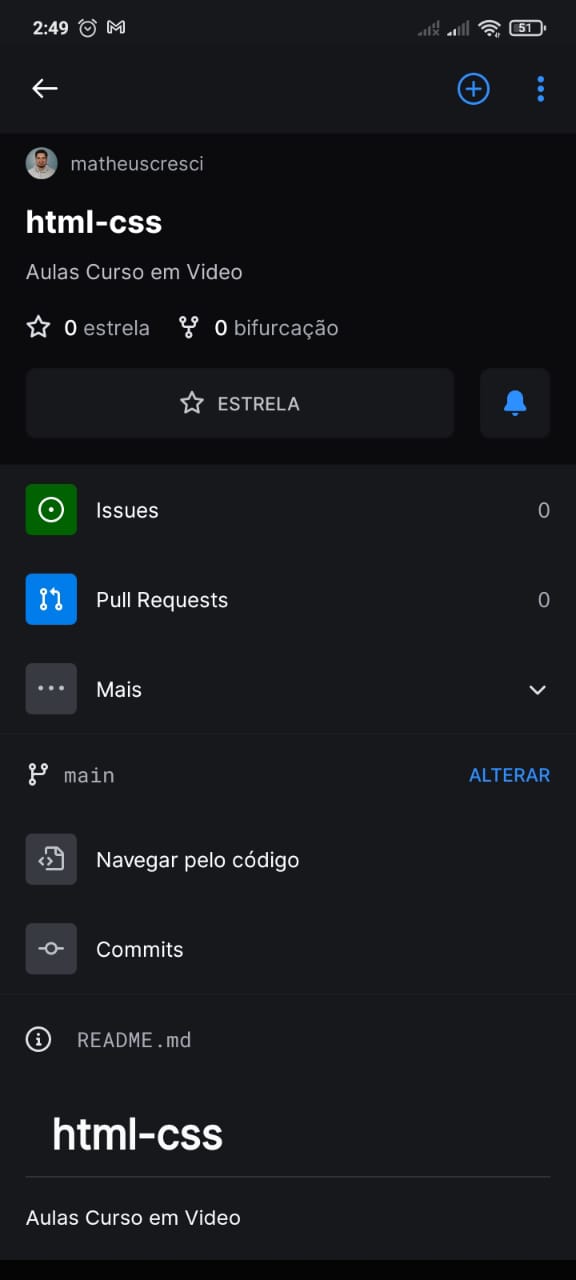 2:49
51
matheuscresci
html-css
Aulas Curso em Video
0 estrela 0 bifurcação
ESTRELA
Issues 0
Pull Requests 0
Mais
main ALTERAR
Navegar pelo código
Commits
README.md
html-css
Aulas Curso em Video